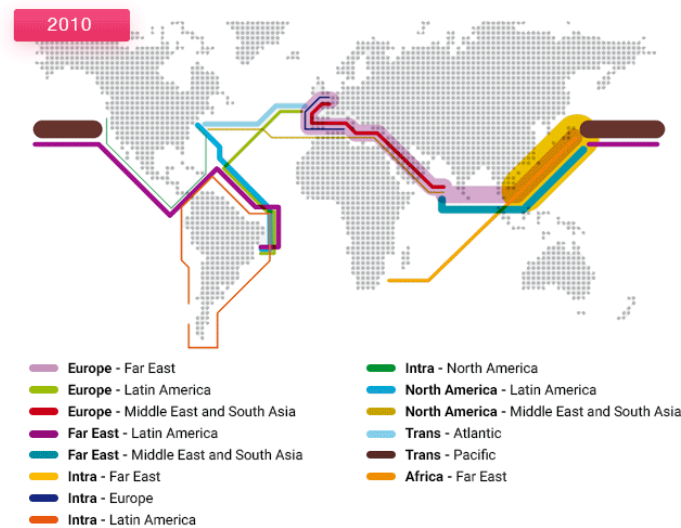 2010
Europe - Far East
Europe - Latin America
Europe - Middle East and South Asia
Far East - Latin America
Far East - Middle East and South Asia
Intra - Far East
Intra - Europe
Intra - Latin America
Intra - North America
North America - Latin America
North America - Middle East and South Asia
Trans - Atlantic
Trans - Pacific
Africa - Far East